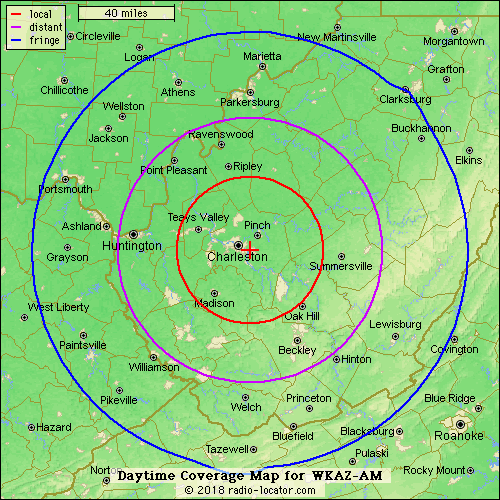 local
distant
fringe
40 miles
Circleville
New Martinsville
Morgantown
Logan
Marietta
Grafton
Chillicothe
Athens
Parkersburg
Clarksburg
Wellston
Jackson
Ravenswood
Buckhannon
Point Pleasant
Ripley
Elkins
Portsmouth
Teays Valley
Pinch
Ashland
Huntington
Charleston
Grayson
Summersville
West Liberty
Madison
Oak Hill
Paintsville
Beckley
Lewisburg
Covington
Williamson
Hinton
Pikeville
Welch
Princeton
Blue Ridge
Hazard
Bluefield
Blacksburg
Roanoke
Tazewell
Pulaski
Norton
Rocky Mount
Daytime Coverage Map for WKAZ-AM
© 2018 radio-locator.com